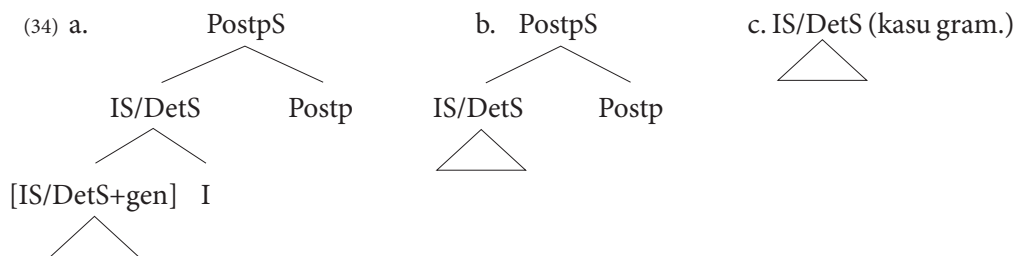 (34) a. PostpS b. PostpS c. IS/DetS (kasu gram.)
IS/DetS Postp IS/DetS Postp
[IS/DetS+gen] I